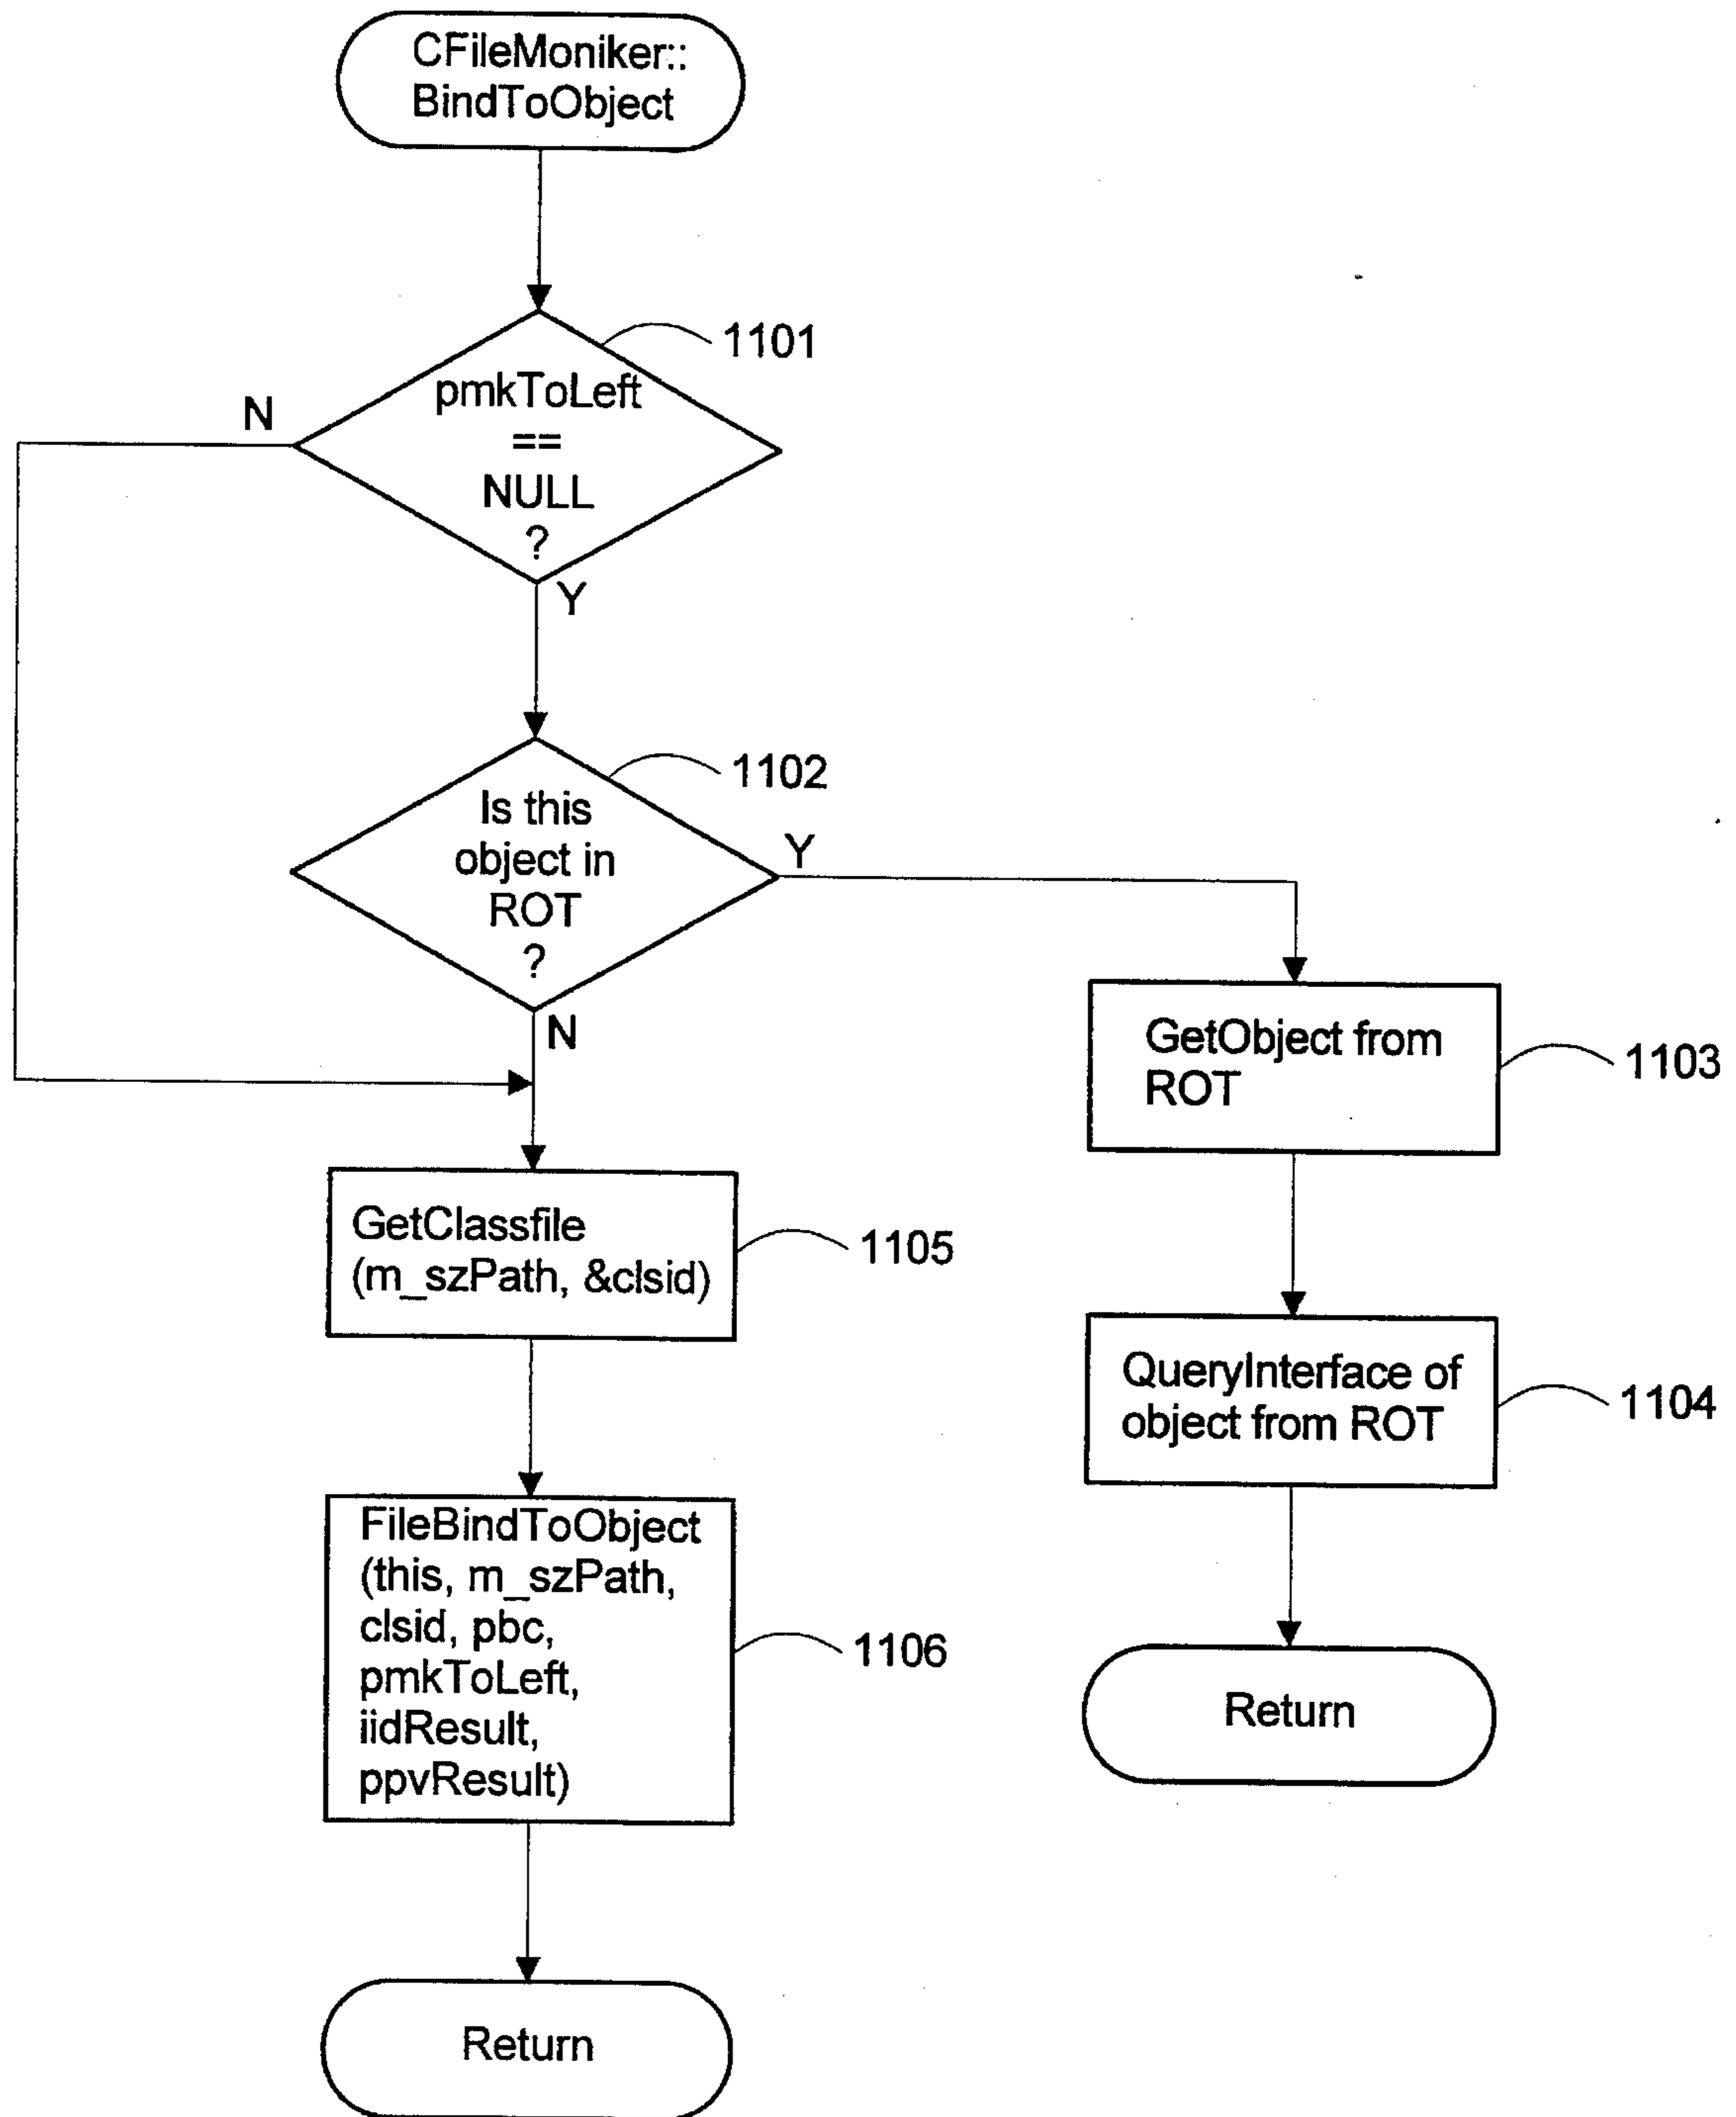 CFileMoniker::
BindToObject
1101
pmkToLeft
==
NULL
?
N
Y
1102
Is this
object in
ROT
?
Y
N
GetObject from
ROT
1103
GetClassfile
(m_szPath, &clsid)
1105
QueryInterface of
object from ROT
1104
FileBindToObject
(this, m_szPath,
clsid, pbc,
pmkToLeft,
iidResult,
ppvResult)
1106
Return
Return